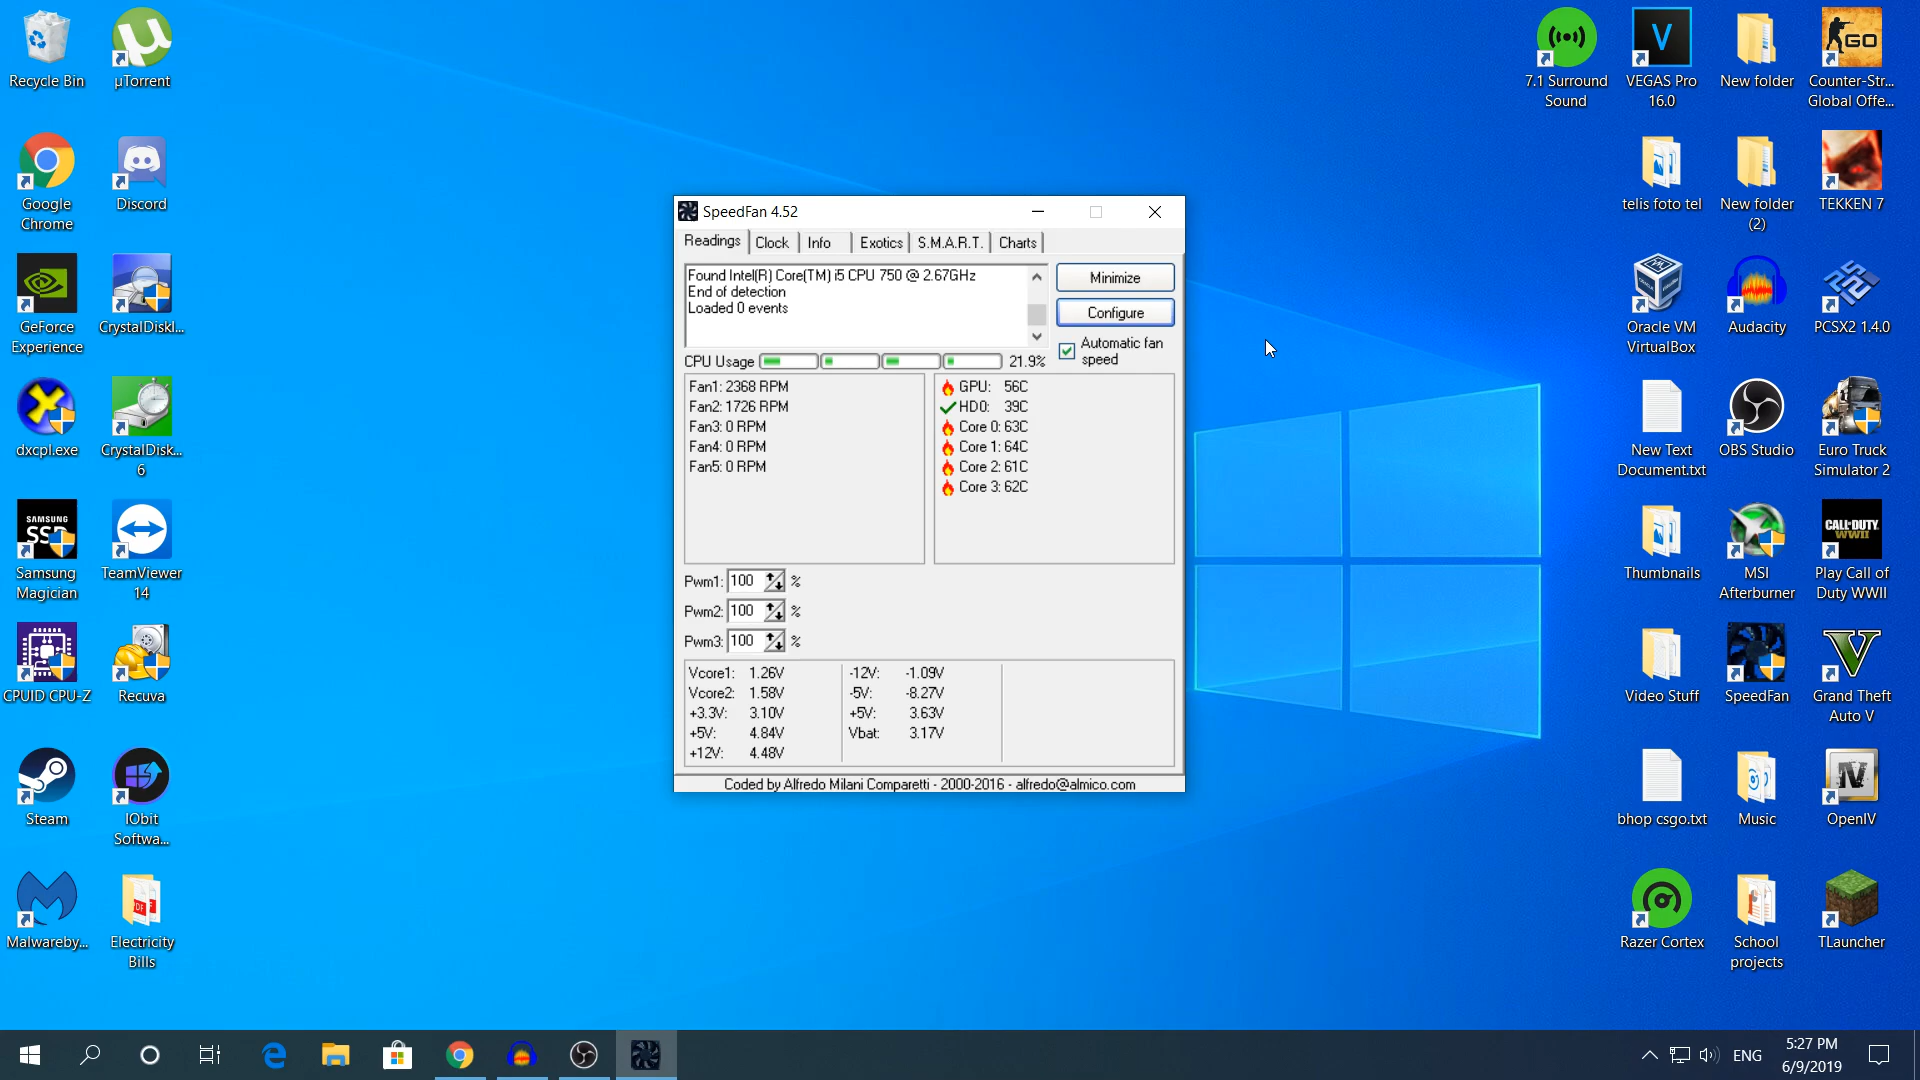 Recycle Bin
µTorrent
Google
Chrome
Discord
GeForce
Experience
CrystalDiskI...
dxcpl.exe
CrystalDisk...
6
SAMSUNG
SSD
Samsung
Magician
TeamViewer
14
CPUID CPU-Z
Recuva
Steam
IObit
Softwa...
Malwareby...
PDF
Electricity
Bills
SpeedFan 4.52
Readings
Clock
Info
Exotics
S.M.A.R.T.
Charts
Found Intel(R) Core(TM) i5 CPU 750 @ 2.67GHz
End of detection
Loaded 0 events
Minimize
Configure
Automatic fan
speed
CPU Usage
21.9%
Fan1: 2368 RPM
Fan2: 1726 RPM
Fan3: 0 RPM
Fan4: 0 RPM
Fan5: 0 RPM
GPU: 56C
HD0: 39C
Core 0: 63C
Core 1: 64C
Core 2: 61C
Core 3: 62C
Pwm1: 100 %
Pwm2: 100 %
Pwm3: 100 %
Vcore1: 1.26V
Vcore2: 1.58V
+3.3V: 3.10V
+5V: 4.84V
+12V: 4.48V
-12V: -1.09V
-5V: -8.27V
+5V: 3.63V
Vbat: 3.17V
Coded by Alfredo Milani Comparetti - 2000-2016 - alfredo@almico.com
7.1 Surround
Sound
V
VEGAS Pro
16.0
New folder
GO
Counter-Str...
Global Offe...
telis foto tel
New folder
(2)
TEKKEN 7
Oracle VM
VirtualBox
Audacity
PCSX2 1.4.0
New Text
Document.txt
OBS Studio
Euro Truck
Simulator 2
Thumbnails
MSI
Afterburner
CALL·DUTY
WWII
Play Call of
Duty WWII
Video Stuff
SpeedFan
V
Grand Theft
Auto V
bhop csgo.txt
Music
IV
OpenIV
Razer Cortex
School
projects
TLauncher
ENG
5:27 PM
6/9/2019